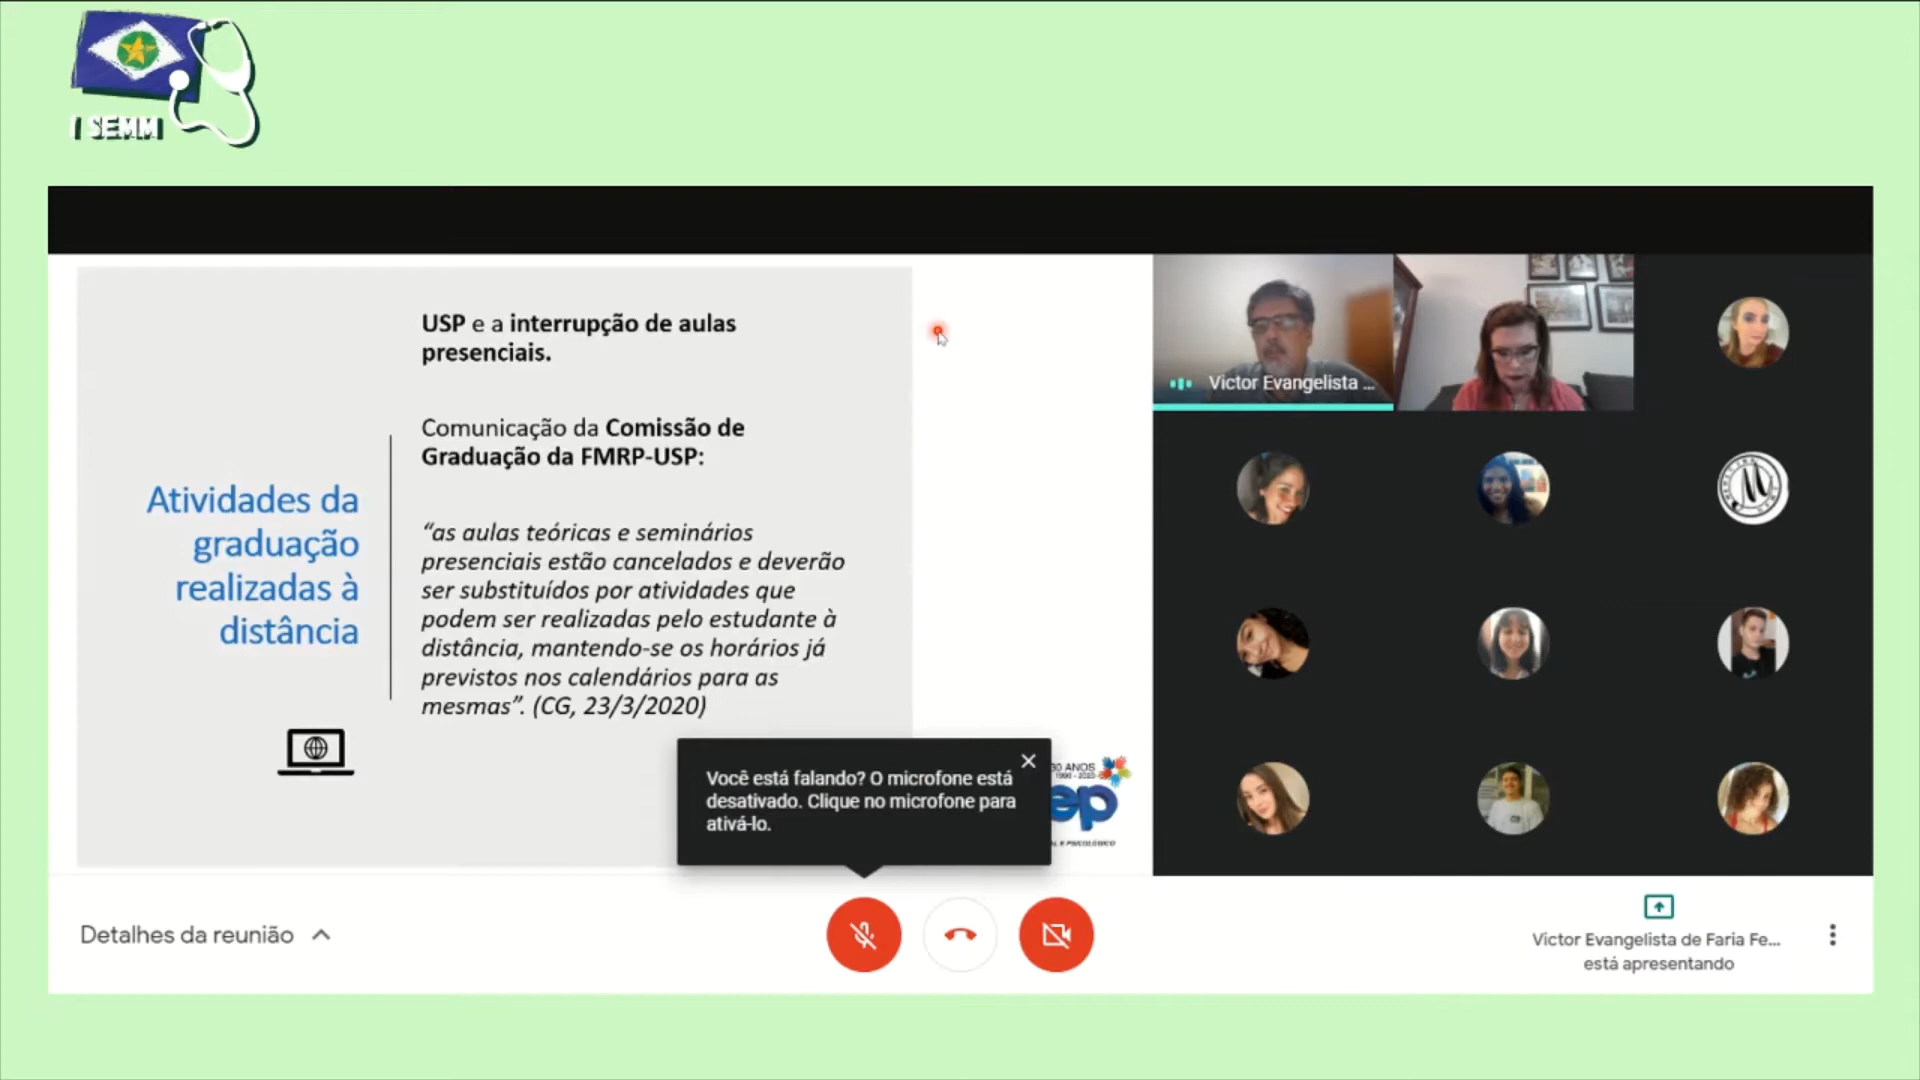 I SEMM
USP e a interrupção de aulas
presenciais.
Comunicação da Comissão de
Graduação da FMRP-USP:
Atividades da
graduação
realizadas à
distância
“as aulas teóricas e seminários
presenciais estão cancelados e deverão
ser substituídos por atividades que
podem ser realizadas pelo estudante à
distância, mantendo-se os horários já
previstos nos calendários para as
mesmas”. (CG, 23/3/2020)
Victor Evangelista ...
Você está falando? O microfone está
desativado. Clique no microfone para
ativá-lo.
30 ANOS
1990 - 2020
ep
E PSICOLÓGICO
Detalhes da reunião
Victor Evangelista de Faria Fe...
está apresentando